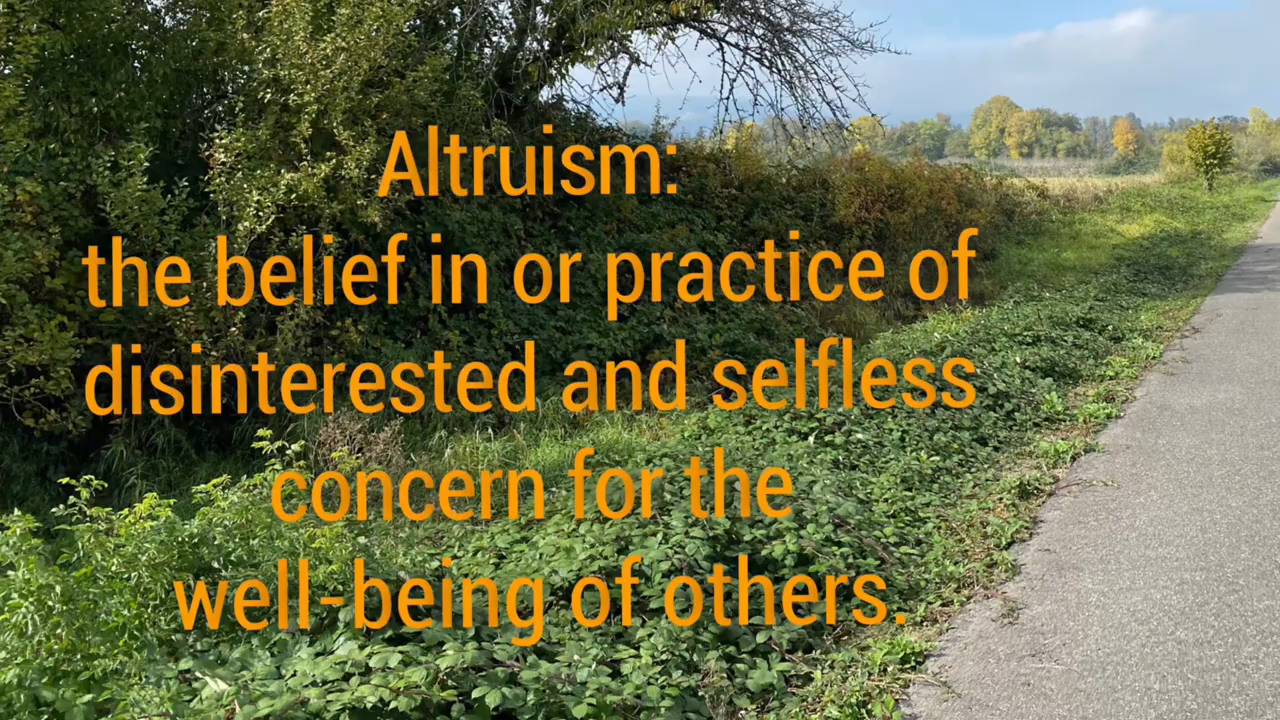 Altruism:
the belief in or practice of
disinterested and selfless
concern for the
well-being of others.